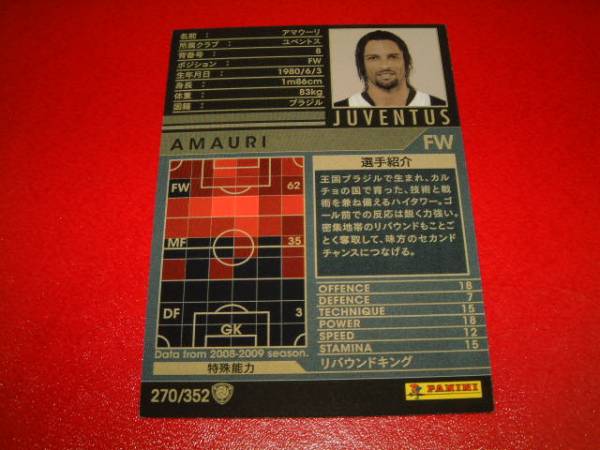 名前 : アマウーリ
所属クラブ : ユベントス
背番号 : 8
ポジション : FW
生年月日 : 1980/6/3
身長 : 1m86cm
体重 : 83kg
国籍 : ブラジル
JUVENTUS
AMAURI
FW
FW 62
MF 35
DF 3
GK
Data from 2008-2009 season.
選手紹介
王国ブラジルで生まれ、カル
チョの国で育った、技術と戦
術を兼ね備えるハイタワー。ゴ
ール前での反応は鋭く力強い。
密集地帯のリバウンドもことご
とく奪取して、味方のセカンド
チャンスにつなげる。
OFFENCE 18
DEFENCE 7
TECHNIQUE 15
POWER 18
SPEED 12
STAMINA 15
特殊能力
リバウンドキング
270/352
PANINI